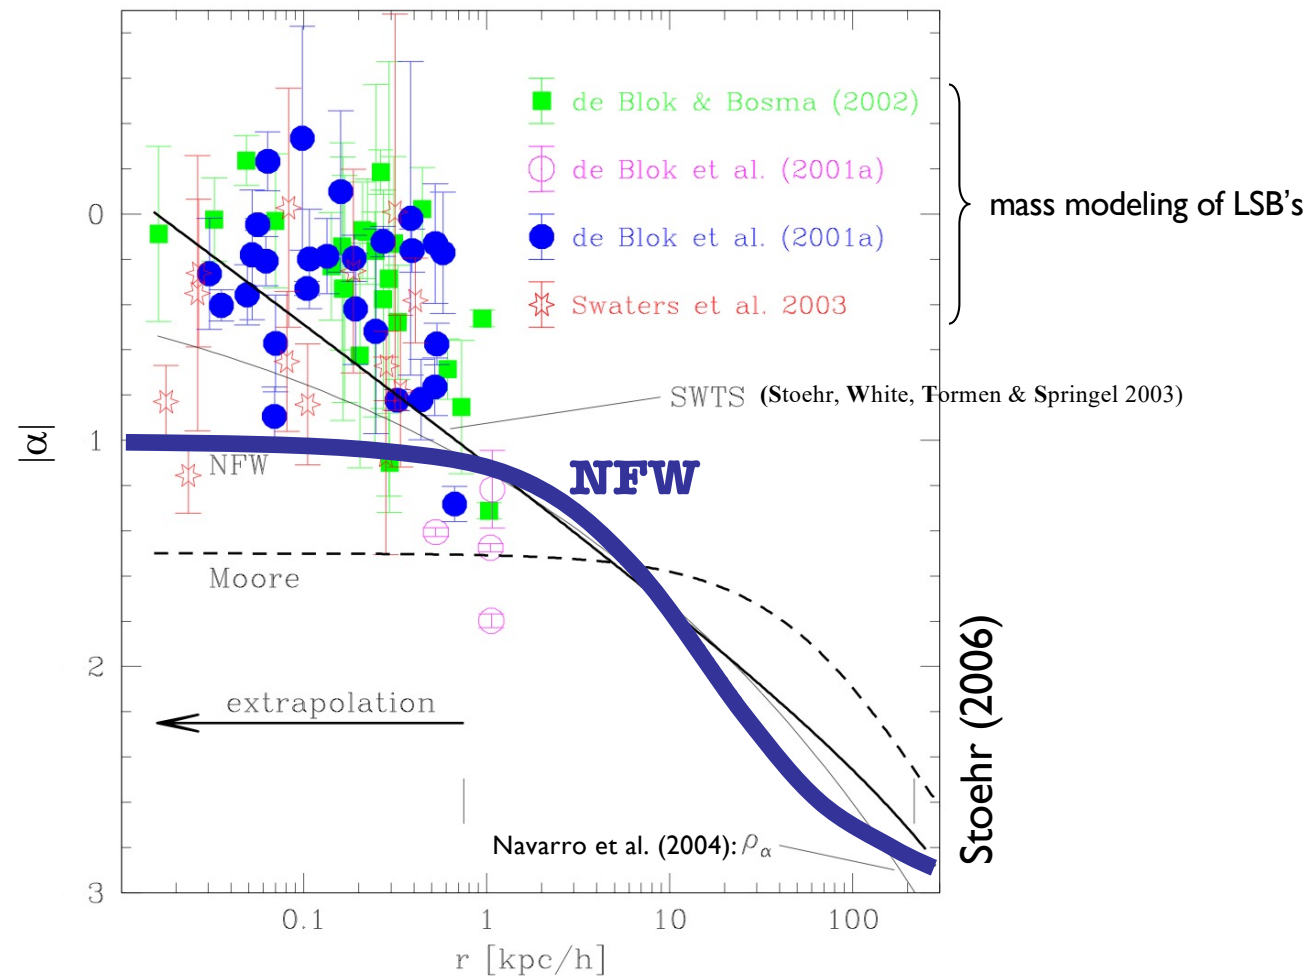 de Blok & Bosma (2002)
de Blok et al. (2001a)
de Blok et al. (2001a)
Swaters et al. 2003
mass modeling of LSB's
SWTS (Stoehr, White, Tormen & Springel 2003)
NFW
NFW
Moore
extrapolation
Navarro et al. (2004): ρα
Stoehr (2006)
|α|
0
1
2
3
0.1 1 10 100
r [kpc/h]